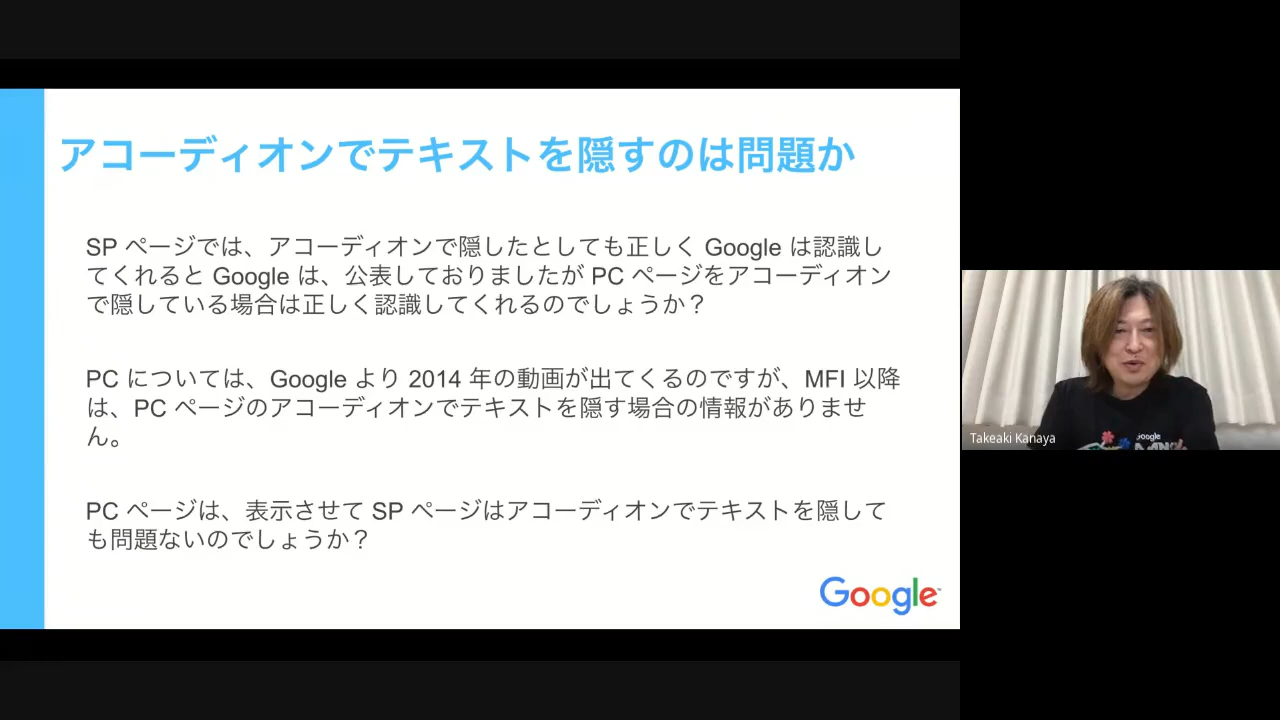 アコーディオンでテキストを隠すのは問題か
SP ページでは、アコーディオンで隠したとしても正しく Google は認識し
てくれると Google は、公表しておりましたが PC ページをアコーディオン
で隠している場合は正しく認識してくれるのでしょうか？
PC については、Google より 2014 年の動画が出てくるのですが、MFI 以降
は、PC ページのアコーディオンでテキストを隠す場合の情報がありませ
ん。
PC ページは、表示させて SP ページはアコーディオンでテキストを隠して
も問題ないのでしょうか？
Google
Takeaki Kanaya
Google